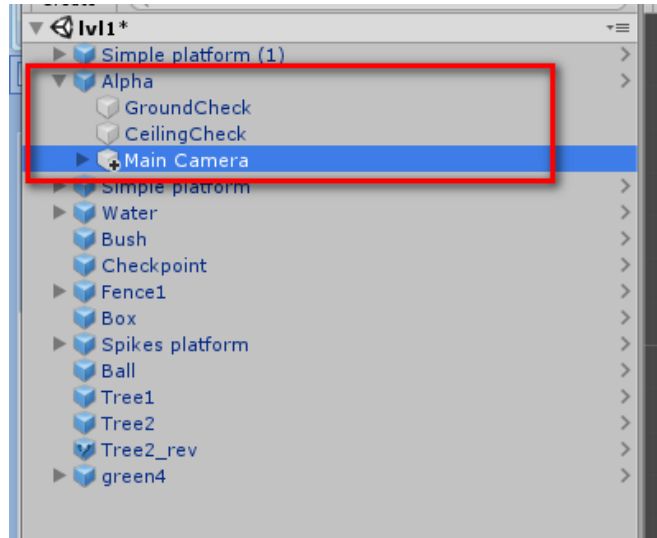 lvl1*
Simple platform (1)
Alpha
GroundCheck
CeilingCheck
Main Camera
Simple platform
Water
Bush
Checkpoint
Fence1
Box
Spikes platform
Ball
Tree1
Tree2
Tree2_rev
green4